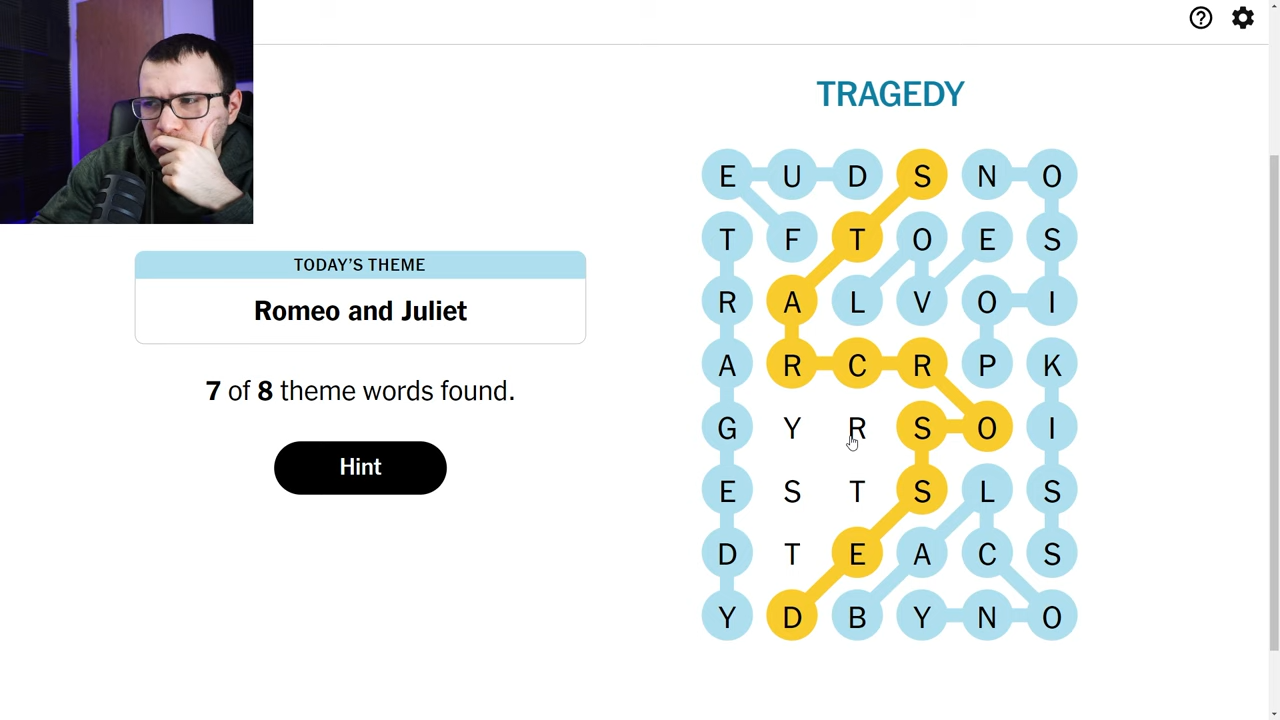 TRAGEDY
E U D S N O
T F T O E S
R A L V O I
A R C R P K
G Y R S O I
E S T S L S
D T E A C S
Y D B Y N O
TODAY'S THEME
Romeo and Juliet
7 of 8 theme words found.
Hint